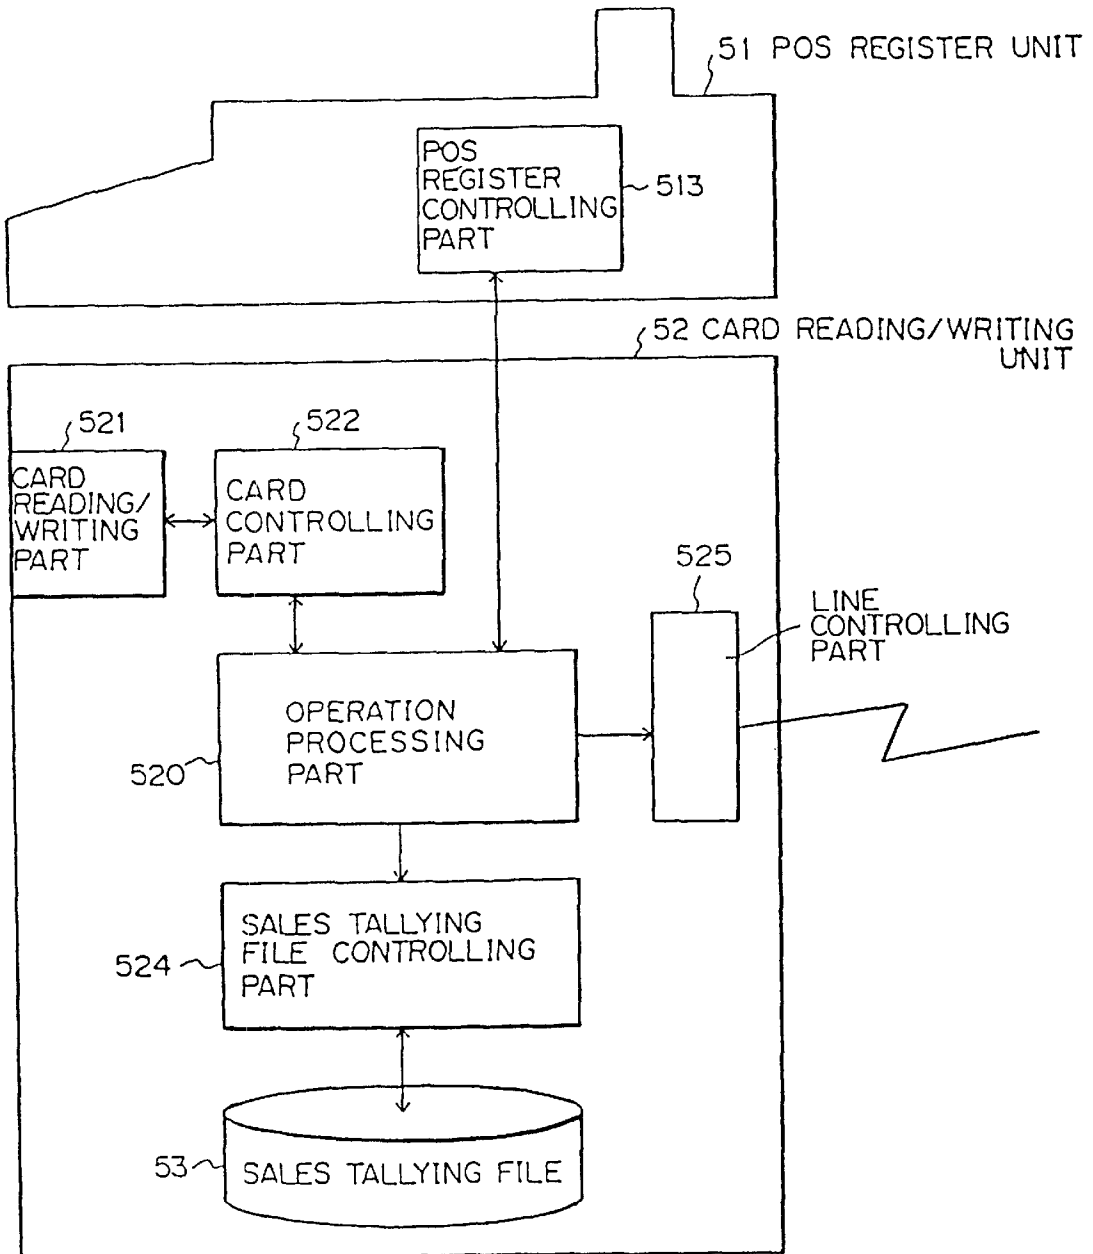 51 POS REGISTER UNIT
POS
REGISTER
CONTROLLING
PART
513
52 CARD READING/WRITING
UNIT
521
522
CARD
READING/
WRITING
PART
CARD
CONTROLLING
PART
525
LINE
CONTROLLING
PART
OPERATION
PROCESSING
PART
520
SALES TALLYING
FILE CONTROLLING
PART
524
53
SALES TALLYING FILE